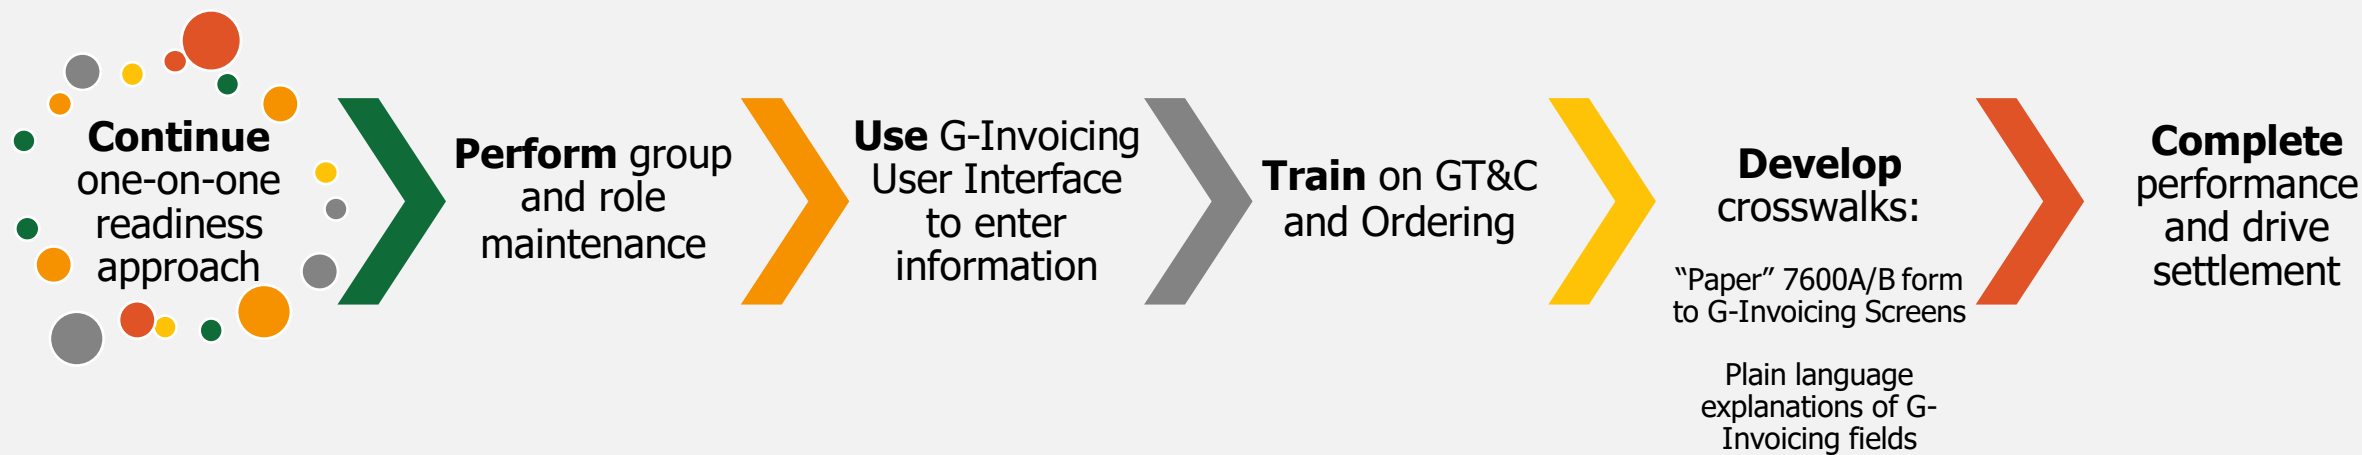 Continue
one-on-one
readiness
approach
Perform group
and role
maintenance
Use G-Invoicing
User Interface
to enter
information
Train on GT&C
and Ordering
Develop
crosswalks:
“Paper” 7600A/B form
to G-Invoicing Screens
Plain language
explanations of G-
Invoicing fields
Complete
performance
and drive
settlement